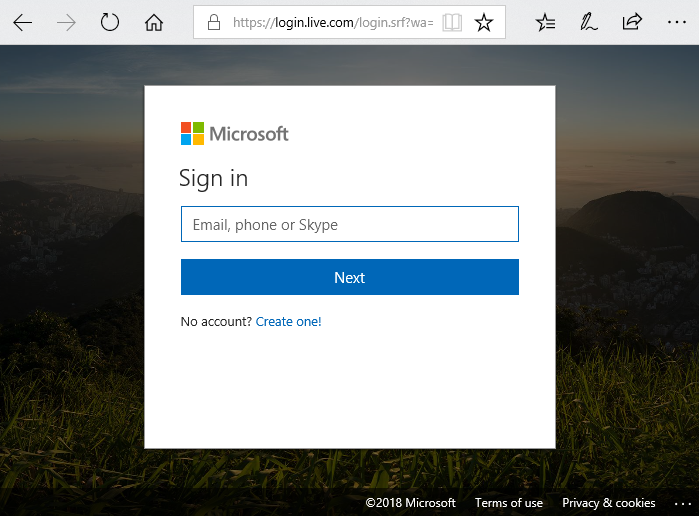 https://login.live.com/login.srf?wa=
Microsoft
Sign in
Email, phone or Skype
Next
No account? Create one!
©2018 Microsoft Terms of use Privacy & cookies ...